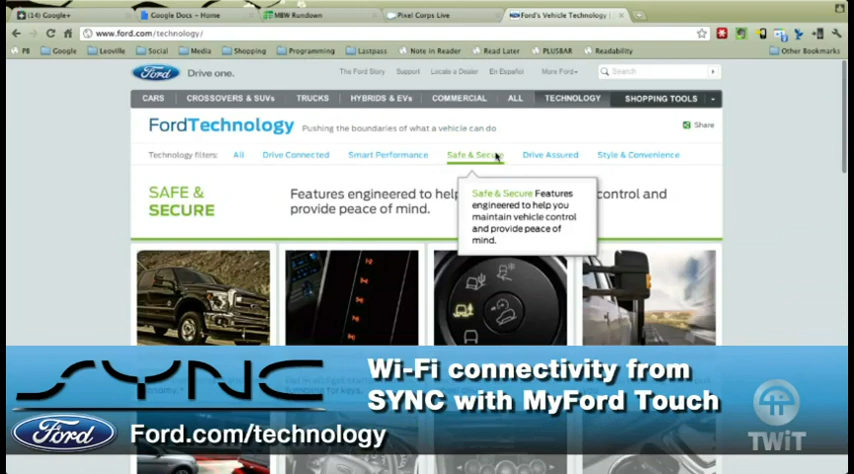 (14) Google+
Google Docs - Home
MBW Rundown
Pixel Corps Live
Ford's Vehicle Technology |
www.ford.com/technology/
PB
Google
Leoville
Social
Media
Shopping
Programming
Lastpass
Note in Reader
Read Later
PLUSBAR
Readability
Other Bookmarks
Ford
Drive one.
The Ford Story
Support
Locate a Dealer
En Español
More Ford
Search
CARS
CROSSOVERS & SUVs
TRUCKS
HYBRIDS & EVs
COMMERCIAL
ALL
TECHNOLOGY
SHOPPING TOOLS
FordTechnology
Pushing the boundaries of what a vehicle can do
Share
Technology filters:
All
Drive Connected
Smart Performance
Safe & Secure
Drive Assured
Style & Convenience
SAFE &
SECURE
Features engineered to help
control and
provide peace of mind.
Safe & Secure Features
engineered to help you
maintain vehicle control
and provide peace of
mind.
SYNC
Wi-Fi connectivity from
SYNC with MyFord Touch
Ford
Ford.com/technology
TWiT